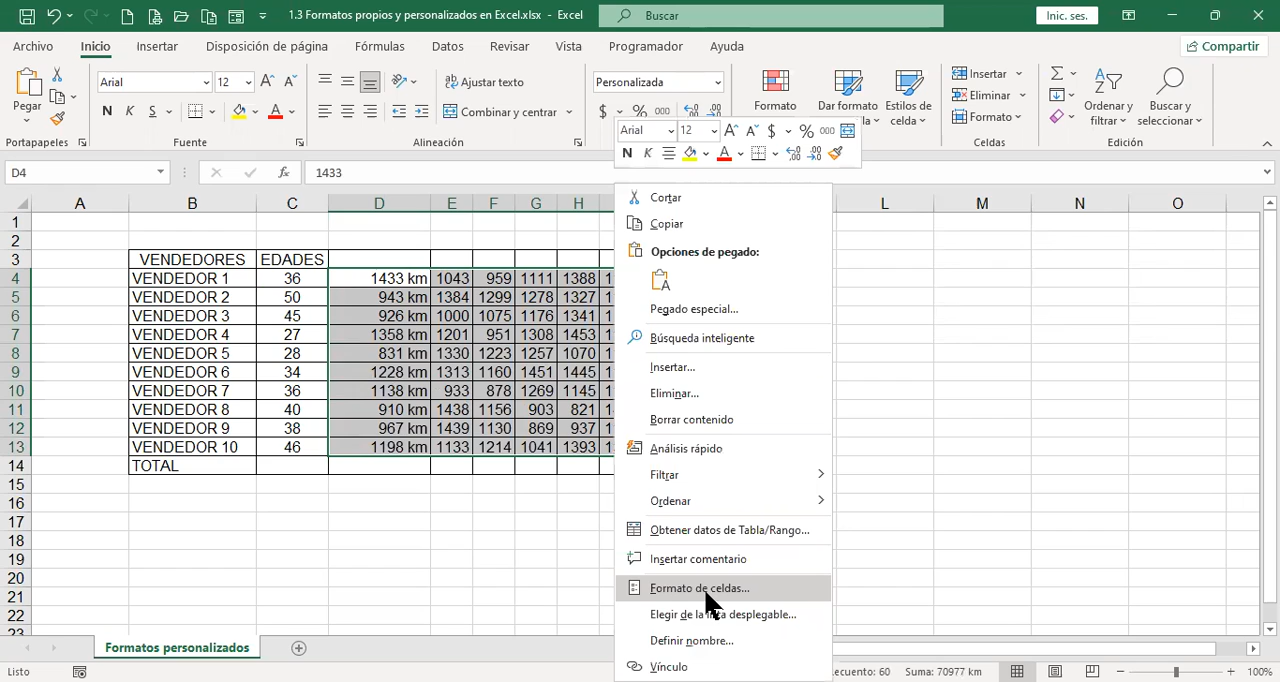 1.3 Formatos propios y personalizados en Excel.xlsx - Excel
Buscar
Inic. ses.
Archivo Inicio Insertar Disposición de página Fórmulas Datos Revisar Vista Programador Ayuda
Compartir
Pegar
Arial 12
N K S
Ajustar texto
Combinar y centrar
Personalizada
$ % 000
Formato
Dar formato
Estilos de
celda
Insertar
Eliminar
Formato
Ordenar y
filtrar
Buscar y
seleccionar
Portapapeles Fuente Alineación Celdas Edición
Arial 12 $ % 000
N K
D4 fx 1433
A B C D E F G H L M N O
1
2
3 VENDEDORES EDADES
4 VENDEDOR 1 36 1433 km 1043 959 1111 1388
5 VENDEDOR 2 50 943 km 1384 1299 1278 1327
6 VENDEDOR 3 45 926 km 1000 1075 1176 1341
7 VENDEDOR 4 27 1358 km 1201 951 1308 1453
8 VENDEDOR 5 28 831 km 1330 1223 1257 1070
9 VENDEDOR 6 34 1228 km 1313 1160 1451 1445
10 VENDEDOR 7 36 1138 km 933 878 1269 1145
11 VENDEDOR 8 40 910 km 1438 1156 903 821
12 VENDEDOR 9 38 967 km 1439 1130 869 937
13 VENDEDOR 10 46 1198 km 1133 1214 1041 1393
14 TOTAL
15
16
17
18
19
20
21
22
23
Cortar
Copiar
Opciones de pegado:
Pegado especial...
Búsqueda inteligente
Insertar...
Eliminar...
Borrar contenido
Análisis rápido
Filtrar
Ordenar
Obtener datos de Tabla/Rango...
Insertar comentario
Formato de celdas...
Elegir de la lista desplegable...
Definir nombre...
Vínculo
Formatos personalizados
Listo
Recuento: 60 Suma: 70977 km
100%